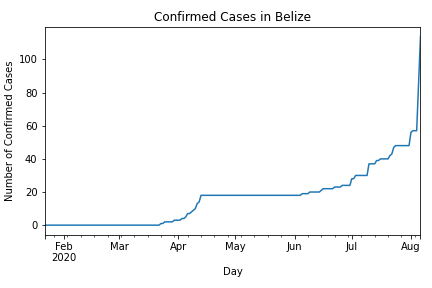 Confirmed Cases in Belize
Number of Confirmed Cases
100
80
60
40
20
0
Feb Mar Apr May Jun Jul Aug
2020
Day